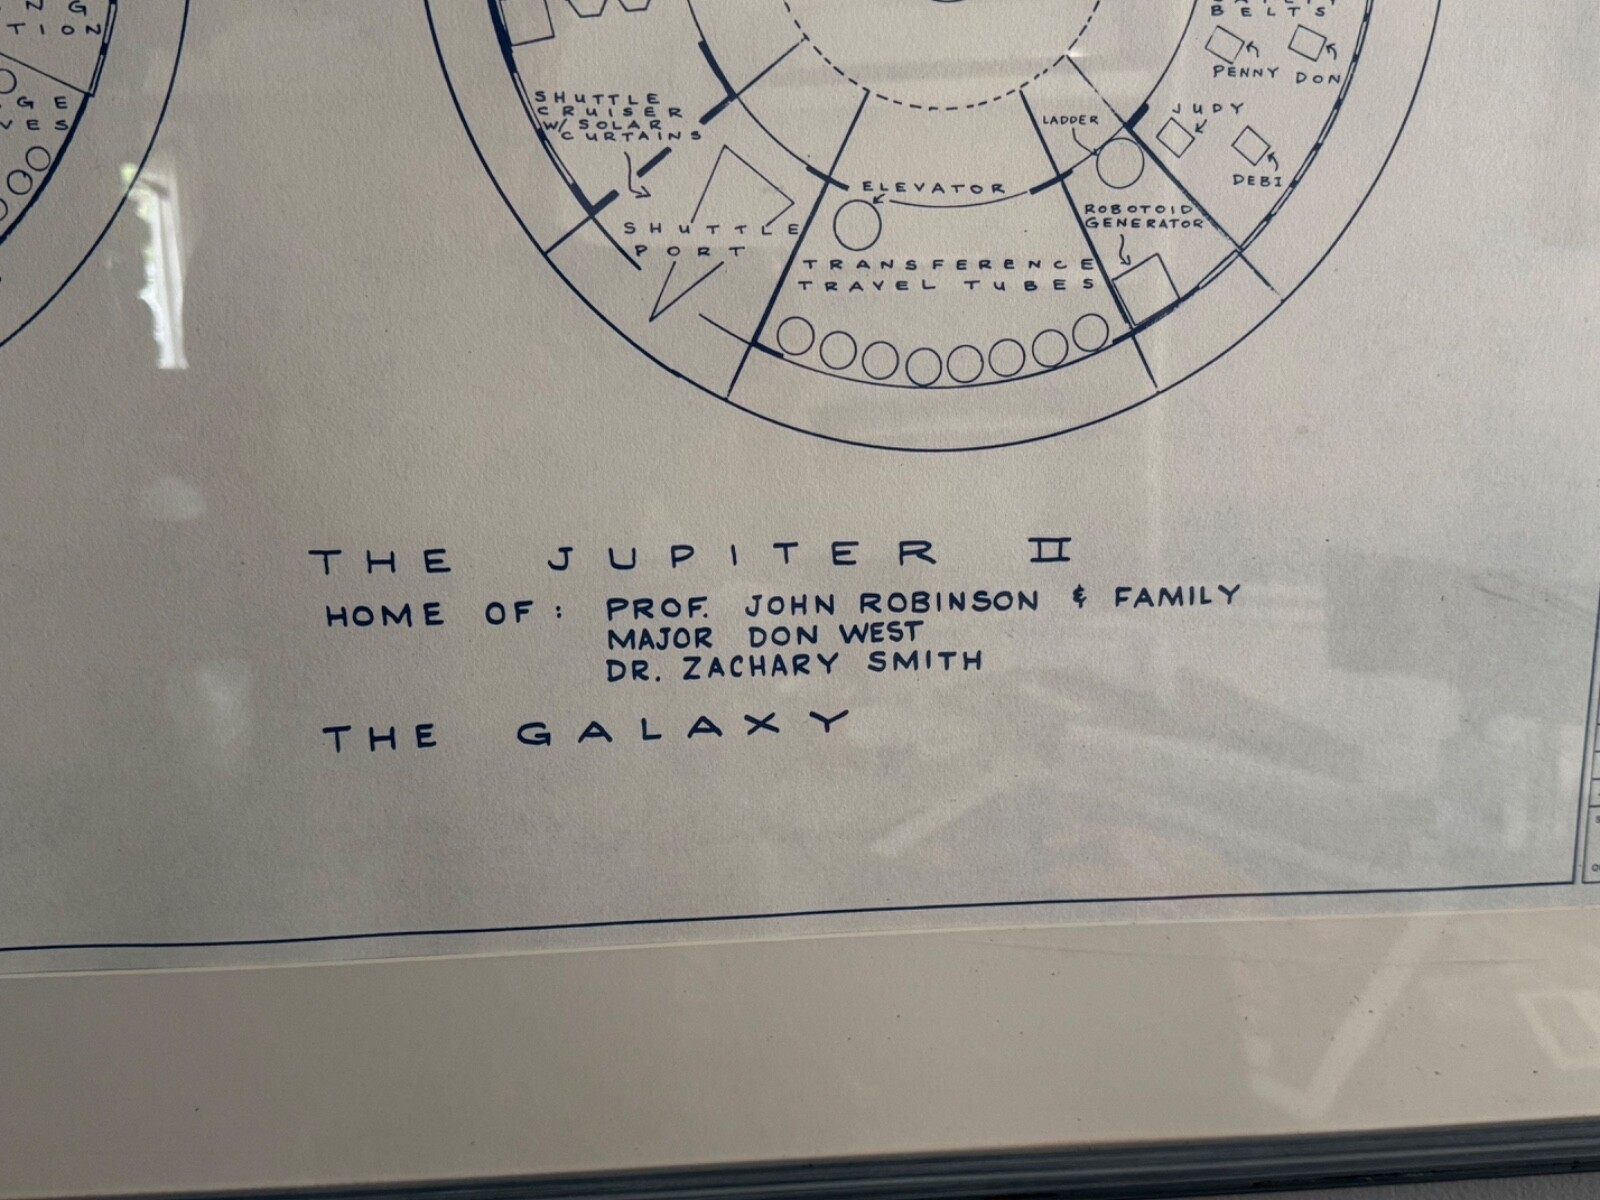 TION
BELTS
PENNY DON
GE
VES
SHUTTLE
CRUISER
W/ SOLAR
CURTAINS
JUDY
LADDER
DEBI
ELEVATOR
ROBOTOID
GENERATOR
SHUTTLE
PORT
TRANSFERENCE
TRAVEL TUBES
THE JUPITER II
HOME OF: PROF. JOHN ROBINSON & FAMILY
MAJOR DON WEST
DR. ZACHARY SMITH
THE GALAXY